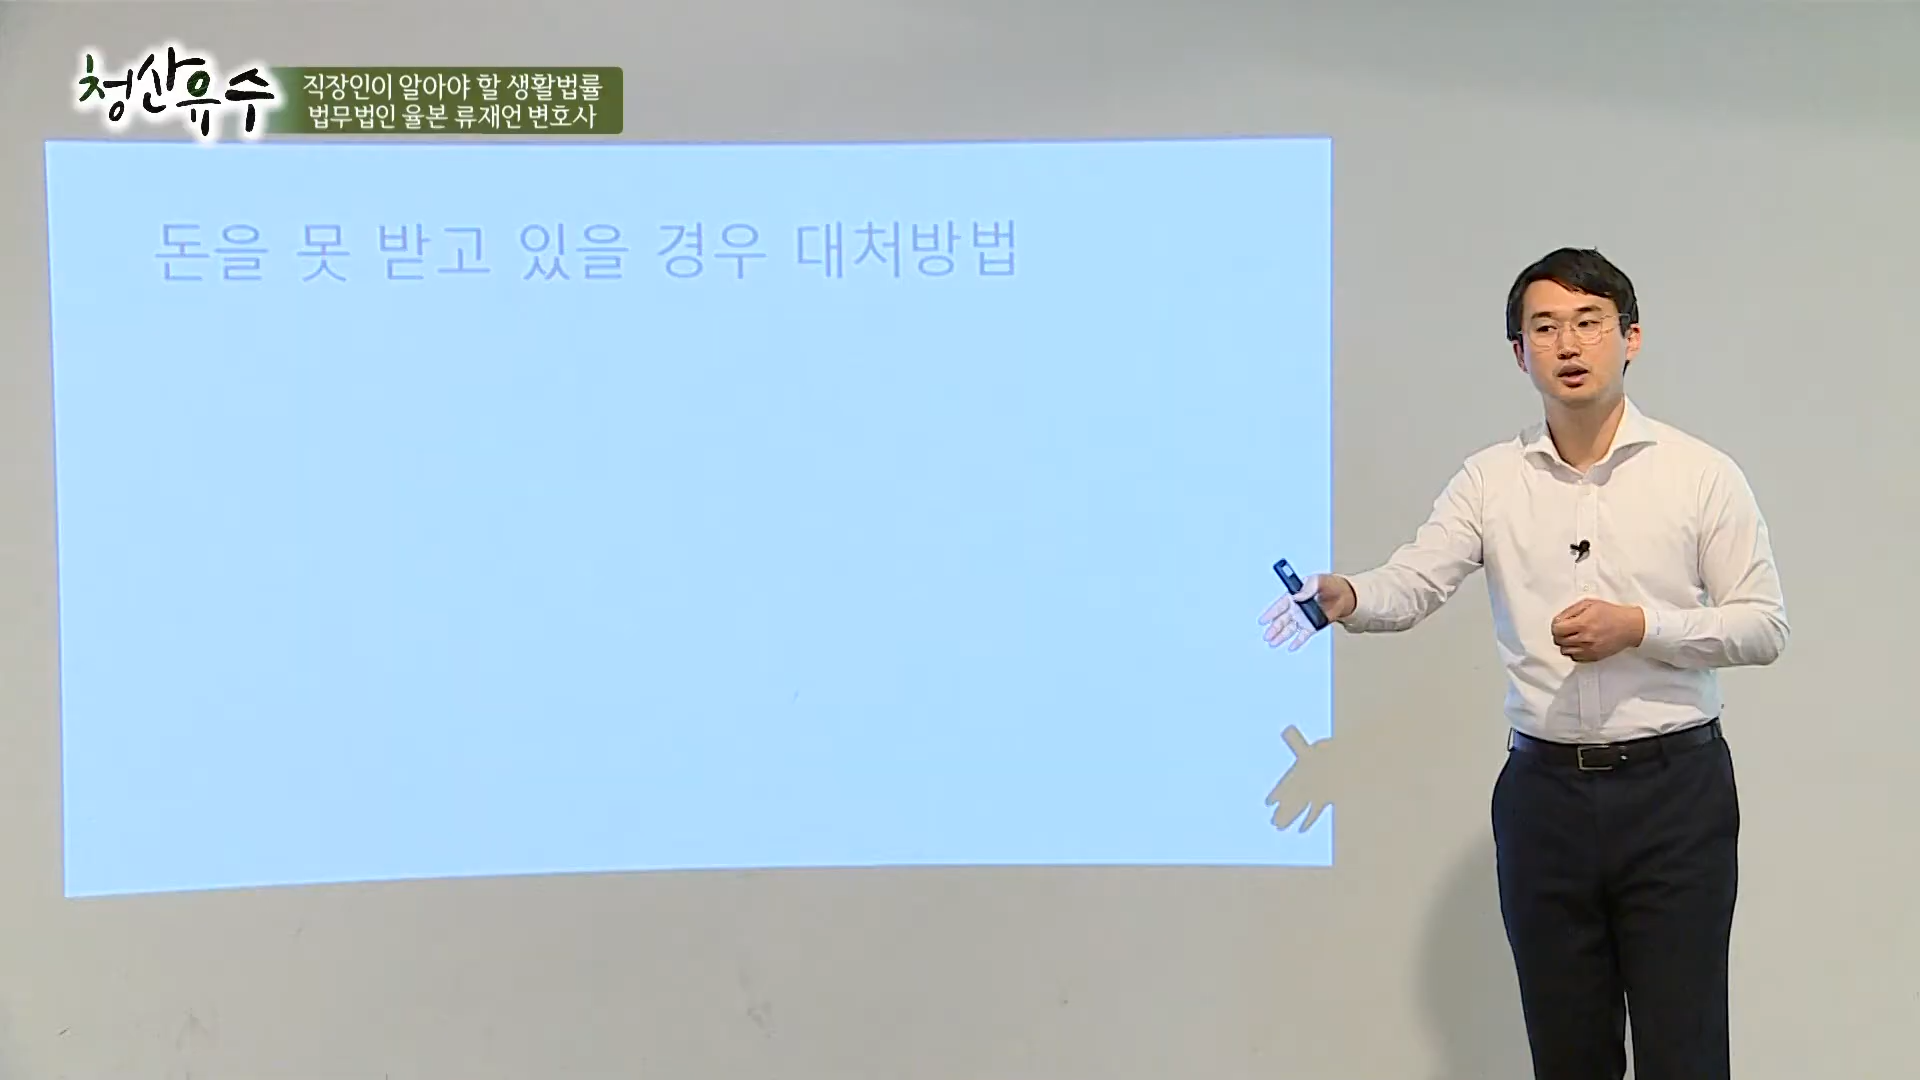 청산유수
직장인이 알아야 할 생활법률
법무법인 율본 류재언 변호사
돈을 못 받고 있을 경우 대처방법